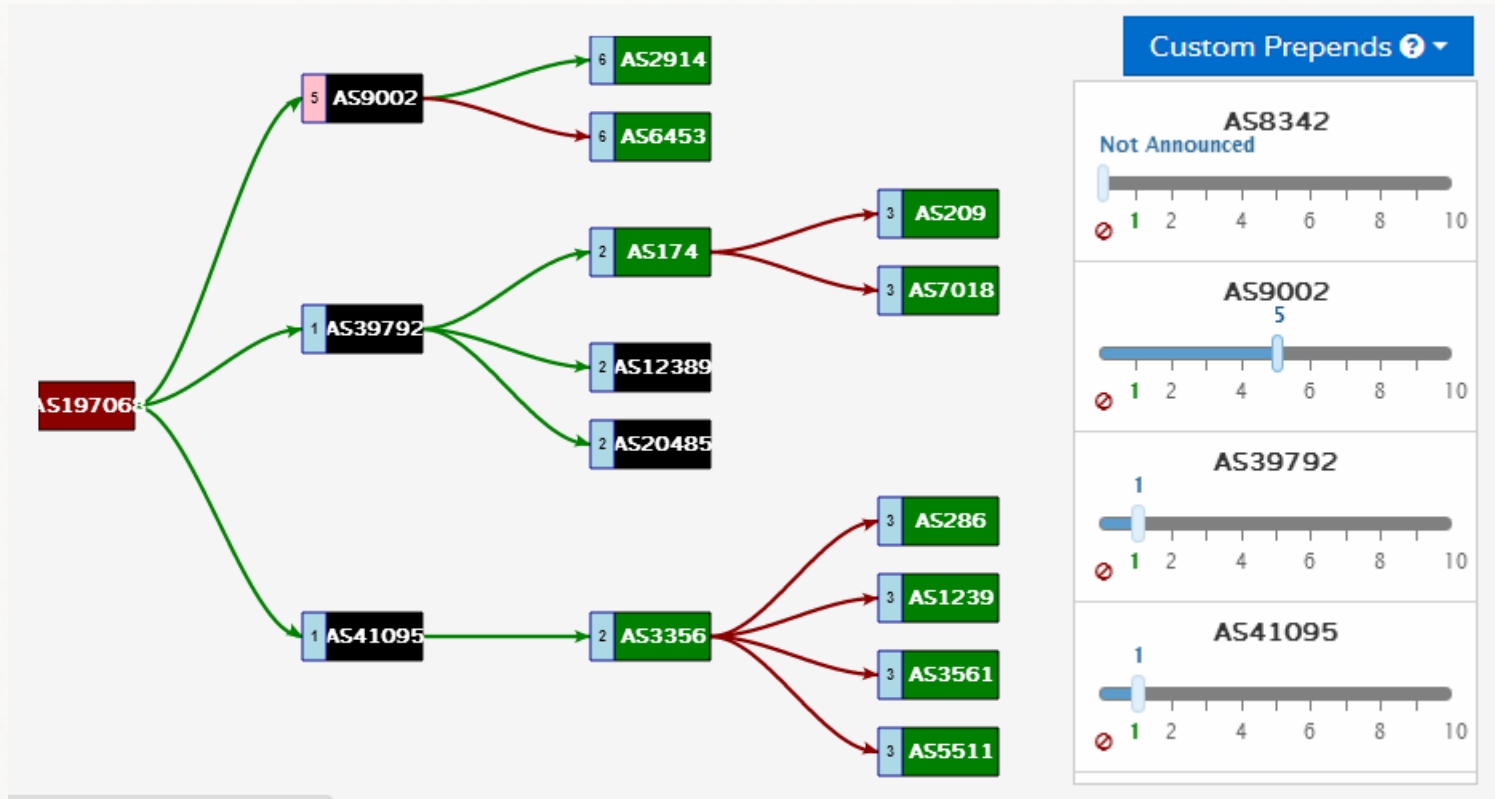 Custom Prepends ?
6 AS2914
5 AS9002
6 AS6453
3 AS209
2 AS174
3 AS7018
1 AS39792
2 AS12389
AS197068
2 AS20485
3 AS286
3 AS1239
1 AS41095
2 AS3356
3 AS3561
3 AS5511
AS8342
Not Announced
1 2 4 6 8 10
AS9002
5
1 2 4 6 8 10
AS39792
1
1 2 4 6 8 10
AS41095
1
1 2 4 6 8 10